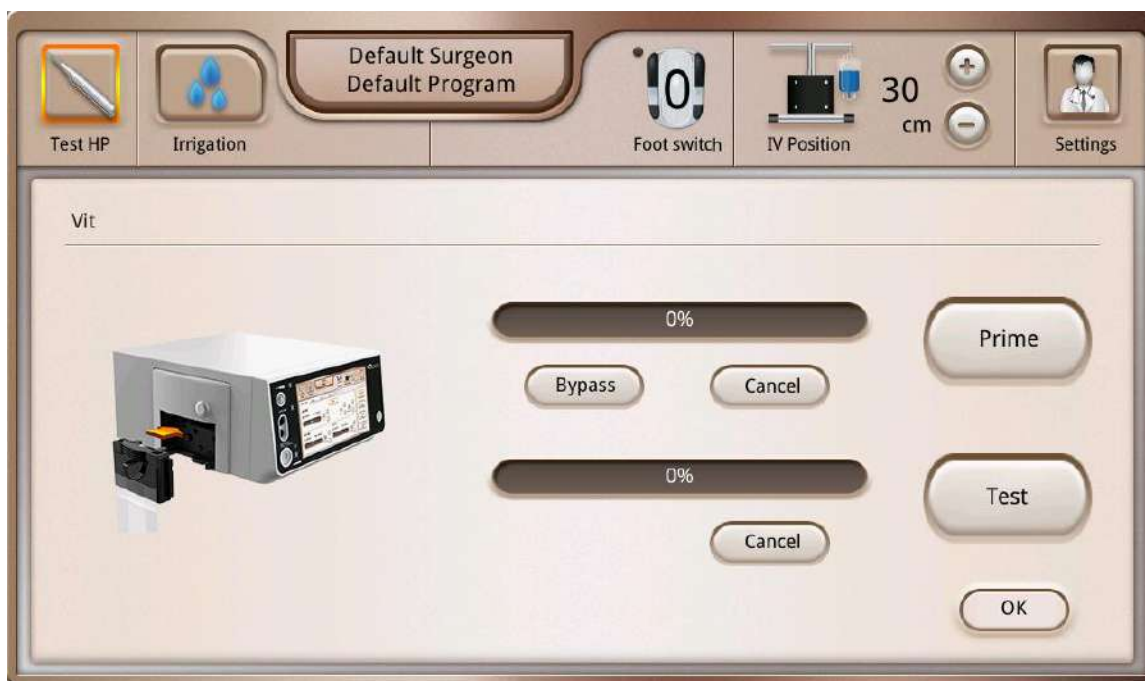 Default Surgeon
Default Program
0
30
cm
Test HP
Irrigation
Foot switch
IV Position
Settings
Vit
0%
Prime
Bypass
Cancel
0%
Test
Cancel
OK